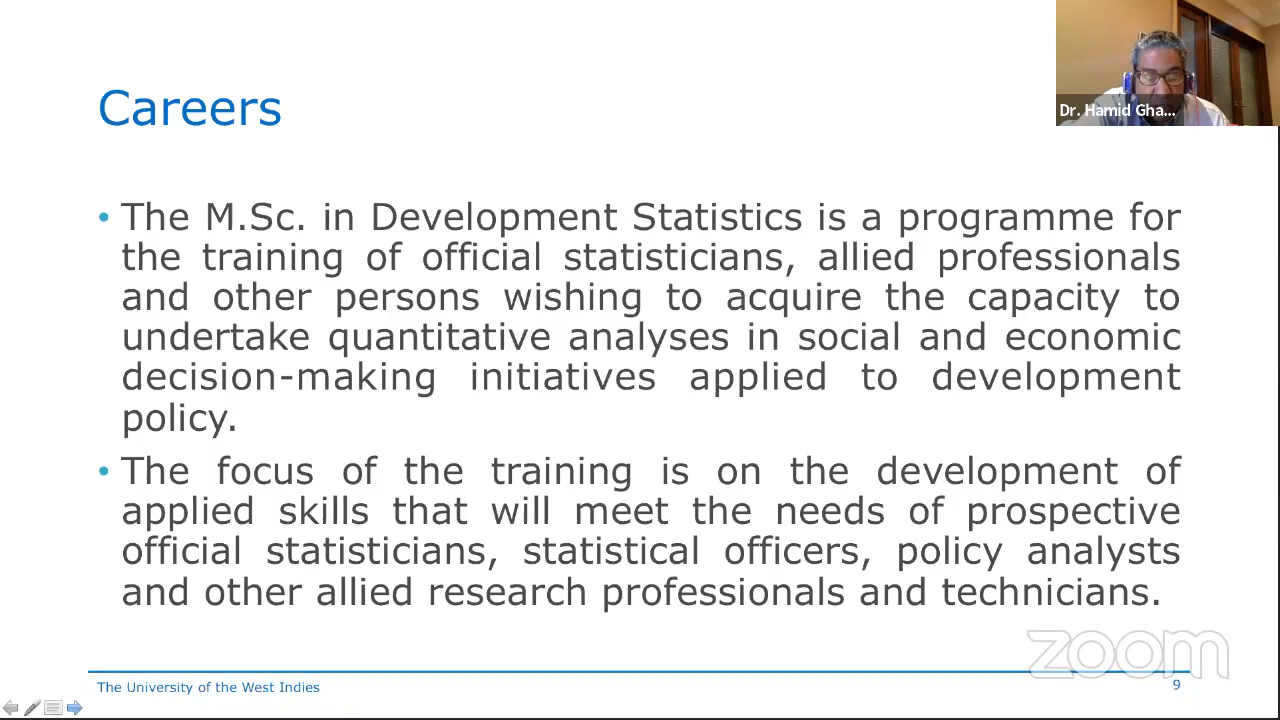 Dr. Hamid Gha...
Careers
• The M.Sc. in Development Statistics is a programme for
the training of official statisticians, allied professionals
and other persons wishing to acquire the capacity to
undertake quantitative analyses in social and economic
decision-making initiatives applied to development
policy.
• The focus of the training is on the development of
applied skills that will meet the needs of prospective
official statisticians, statistical officers, policy analysts
and other allied research professionals and technicians.
zoom
The University of the West Indies
9